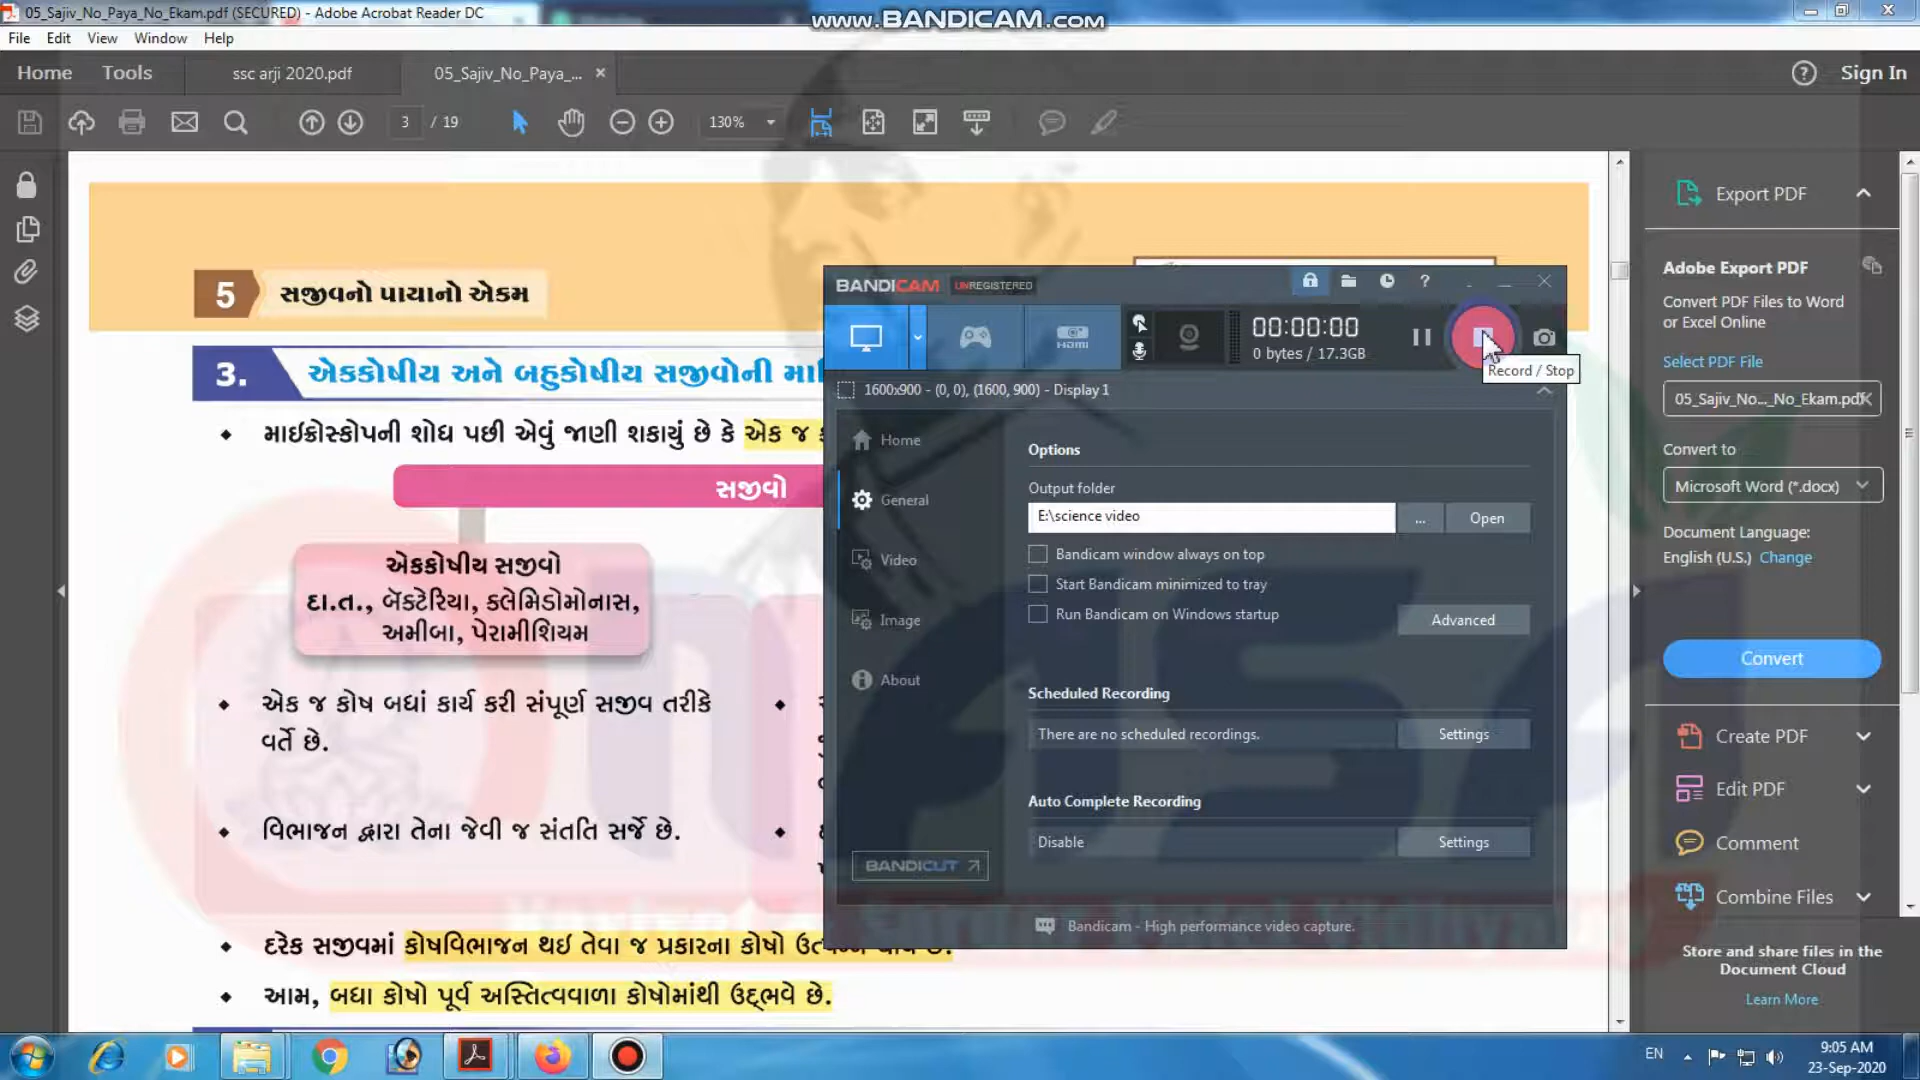 05_Sajiv_No_Paya_No_Ekam.pdf (SECURED) - Adobe Acrobat Reader DC
www.BANDICAM.com
File Edit View Window Help
Home Tools ssc arji 2020.pdf 05_Sajiv_No_Paya_... × ? Sign In
3 / 19 130%
5 સજીવનો પાયાનો એકમ
3. એકકોષીય અને બહુકોષીય સજીવોની
માઈક્રોસ્કોપની શોધ પછી એવું જાણી શકાયું છે કે એક જ
સજીવો
એકકોષીય સજીવો
દા.ત., બૅક્ટેરિયા, ક્લેમિડોમોનાસ,
અમીબા, પેરામીશિયમ
એક જ કોષ બધાં કાર્ય કરી સંપૂર્ણ સજીવ તરીકે
વર્તે છે.
વિભાજન દ્વારા તેના જેવી જ સંતતિ સર્જે છે.
દરેક સજીવમાં કોષવિભાજન થઇ તેવા જ પ્રકારના કોષો
આમ, બધા કોષો પૂર્વ અસ્તિત્વવાળા કોષોમાંથી ઉદ્ભવે છે.
BANDICAM UNREGISTERED
HDMI
00:00:00
0 bytes / 17.3GB
Record / Stop
1600x900 - (0, 0), (1600, 900) - Display 1
Home
General
Video
Image
About
BANDICUT
Options
Output folder
E:\science video ... Open
Bandicam window always on top
Start Bandicam minimized to tray
Run Bandicam on Windows startup
Advanced
Scheduled Recording
There are no scheduled recordings. Settings
Auto Complete Recording
Disable Settings
Bandicam - High performance video capture.
Export PDF
Adobe Export PDF
Convert PDF Files to Word
or Excel Online
Select PDF File
05_Sajiv_No..._No_Ekam.pdf
Convert to
Microsoft Word (*.docx)
Document Language:
English (U.S.) Change
Convert
Create PDF
Edit PDF
Comment
Combine Files
Store and share files in the
Document Cloud
Learn More
EN
9:05 AM
23-Sep-2020